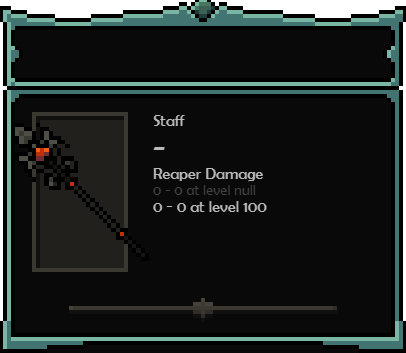 Staff
–
Reaper Damage
0 - 0 at level null
0 - 0 at level 100